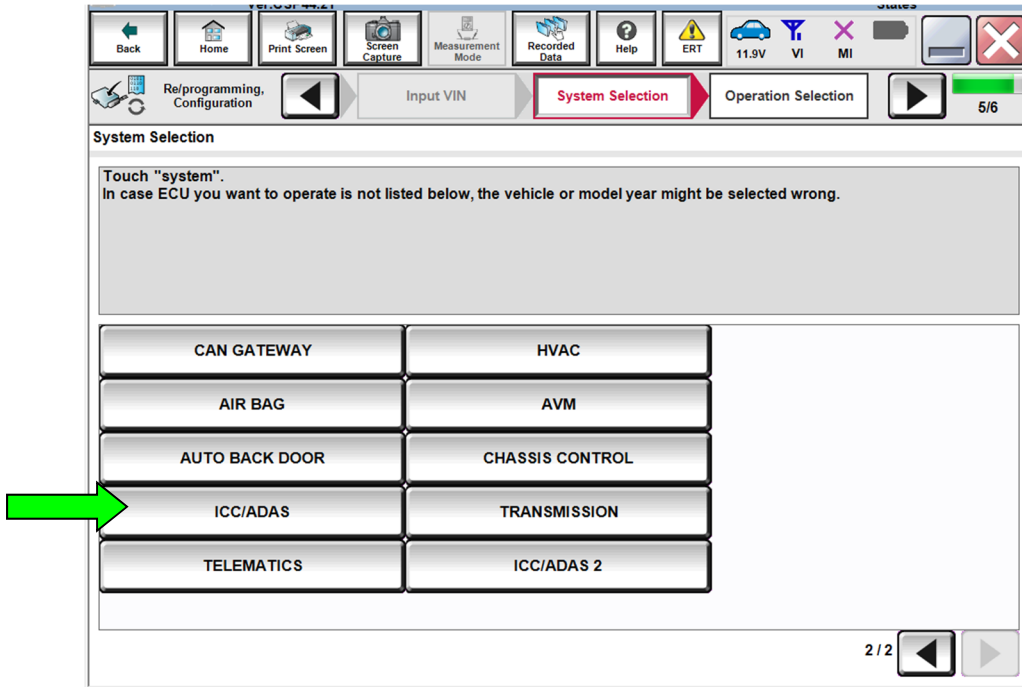 Back
Home
Print Screen
Screen
Capture
Measurement
Mode
Recorded
Data
Help
ERT
11.9V
VI
MI
Re/programming,
Configuration
Input VIN
System Selection
Operation Selection
5/6
System Selection
Touch "system".
In case ECU you want to operate is not listed below, the vehicle or model year might be selected wrong.
CAN GATEWAY
HVAC
AIR BAG
AVM
AUTO BACK DOOR
CHASSIS CONTROL
ICC/ADAS
TRANSMISSION
TELEMATICS
ICC/ADAS 2
2 / 2